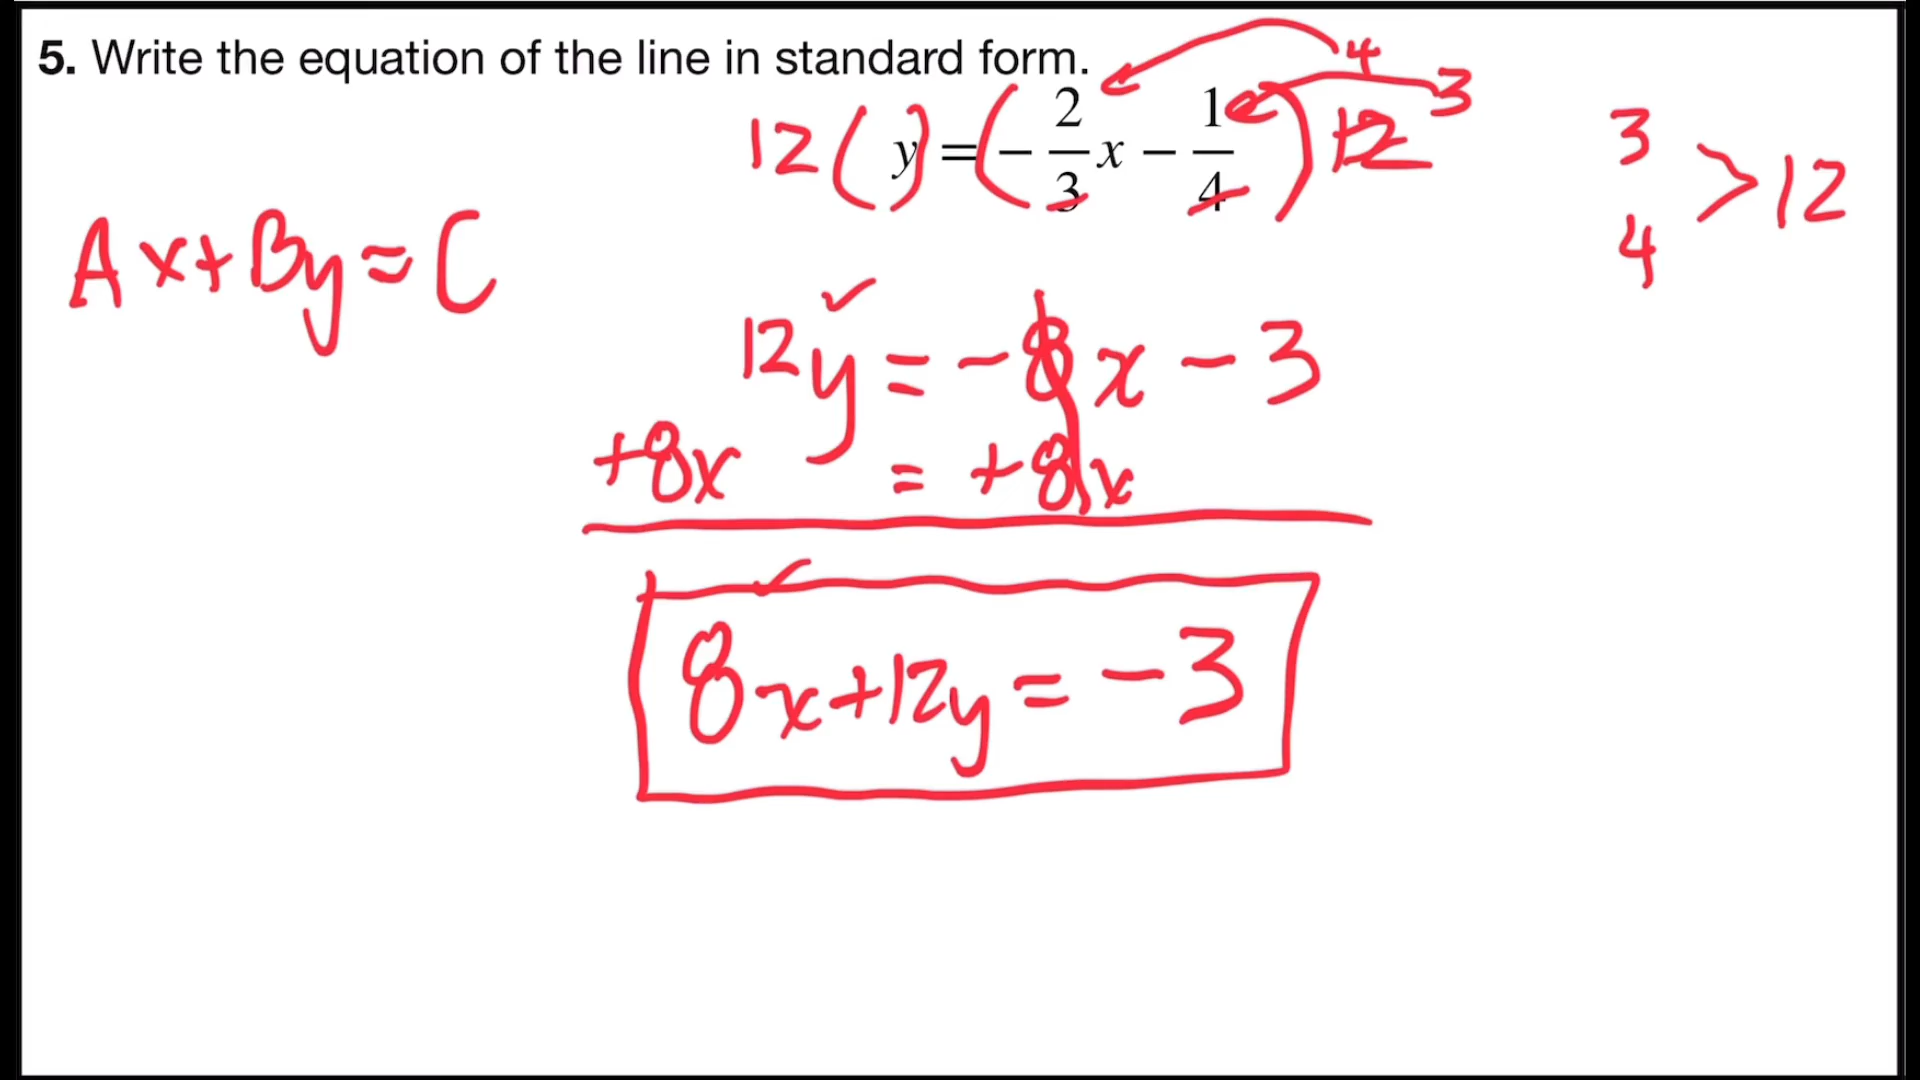 5. Write the equation of the line in standard form.
12 ( y ) = ( - 2/3 x - 1/4 ) 12
4
3
3
4
> 12
Ax + By = C
✓
12y = -8x - 3
+8x = +8x
✓
8x + 12y = -3